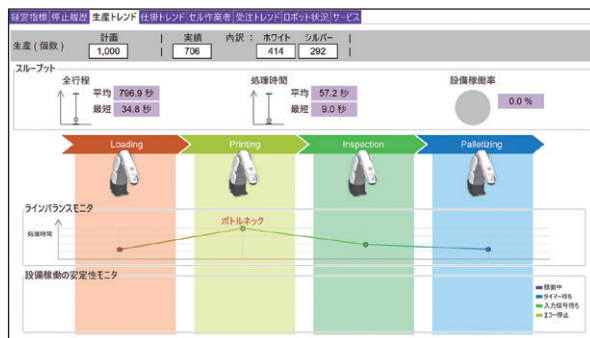 経営指標 停止履歴 生産トレンド 仕掛トレンド セル作業者 受注トレンド ロボット状況 サービス
計画 | 実績 | 内訳： ホワイト シルバー
生産(個数) 1,000 | 706 | 414 292
スループット
全行程 処理時間 設備稼働率
平均 796.9 秒 平均 57.2 秒 0.0 %
最短 34.8 秒 最短 9.0 秒
Loading Printing Inspection Palletizing
ラインバランスモニタ
ボトルネック
処理時間
設備稼働の安定性モニタ
稼働中
タイマー待ち
入力信号待ち
エラー停止